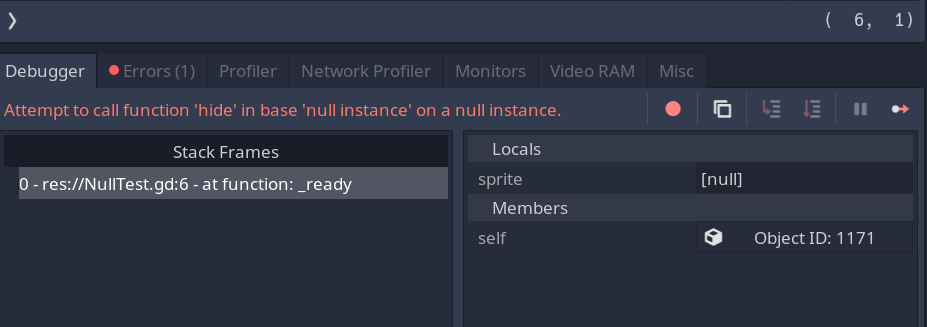 ( 6, 1)
Debugger Errors (1) Profiler Network Profiler Monitors Video RAM Misc
Attempt to call function 'hide' in base 'null instance' on a null instance.
Stack Frames
0 - res://NullTest.gd:6 - at function: _ready
Locals
sprite [null]
Members
self Object ID: 1171